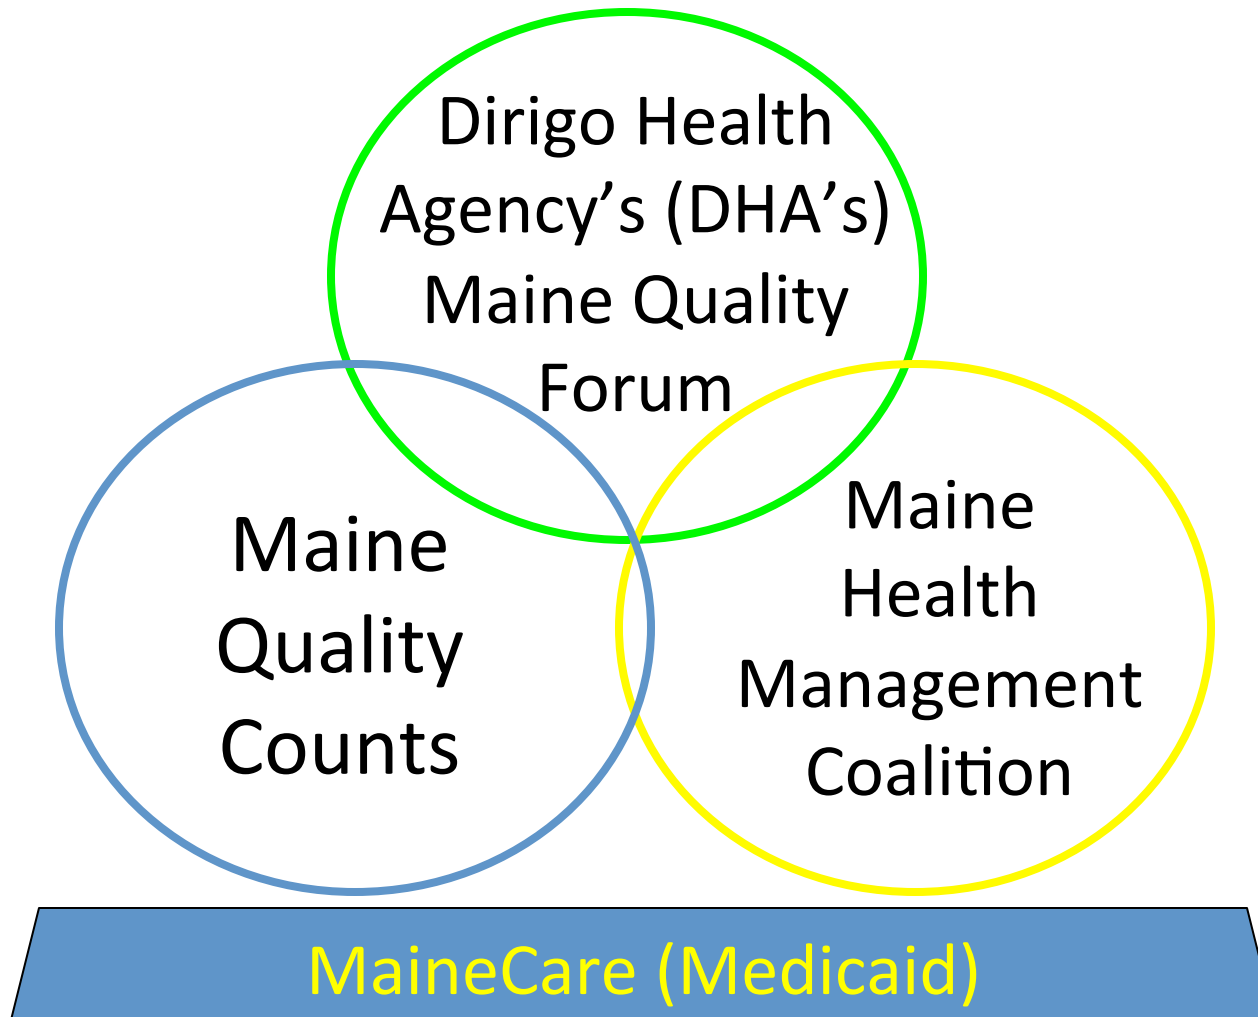 Dirigo Health
Agency’s (DHA’s)
Maine Quality
Forum
Maine
Quality
Counts
Maine
Health
Management
Coalition
MaineCare (Medicaid)